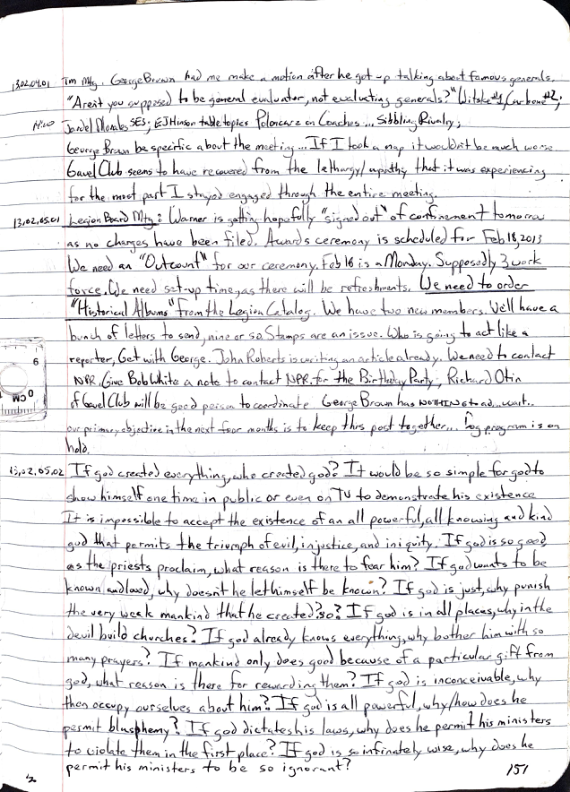 13.02.04.01 Tm Mtg. George Brown had me make a motion after he got up talking about famous generals.
"Aren't you supposed to be general evaluator, not evaluating generals?"
Jordel Morales SES; EJ Hinson table topics on Coaches... Sibbling Rivalry;
George Brown be specific about the meeting... If I took a nap it wouldn't be much worse
Gavel Club seems to have recovered from the lethargy/apathy that it was experiencing
for the most part I stayed engaged through the entire meeting.
13.02.05.01 Legion Board Mtg: Warner is getting hopefully "signed out" of confinement tomorrow
as no charges have been filed. Awards ceremony is scheduled for Feb 18, 2013
We need an "Outcount" for our ceremony. Feb 18 is a Monday. Supposedly 3 work
force. We need set-up time, as there will be refreshments. We need to order
"Historical Albums" from the Legion Catalog. We have two new members. We'll have a
bunch of letters to send, nine or so. Stamps are an issue. Who is going to act like a
reporter, Get with George. John Roberts is writing an article already. We need to contact
NPR. Give Bob White a note to contact NPR. for the Birthday Party; Richard Otin
of Gavel Club will be good person to coordinate George Brown has NOTHING to ad... wait..
our primary objective in the next four months is to keep this post together... program is on
hold.
13.02.05.02 If god created everything, who created god? It would be so simple for god to
show himself one time in public or even on TV to demonstrate his existence
It is impossible to accept the existence of an all powerful, all knowing and kind
god that permits the triumph of evil, injustice, and iniquity. If god is so good
as the priests proclaim, what reason is there to fear him? If god wants to be
known and loved, why doesn't he let himself be known? If god is just, why punish
the very weak mankind that he created so? If god is in all places, why in the
devil build churches? If god already knows everything, why bother him with so
many prayers? If mankind only does good because of a particular gift from
god, what reason is there for rewarding them? If god is inconceivable, why
then occupy ourselves about him? If god is all powerful, why/how does he
permit blasphemy? If god dictates his laws, why does he permit his ministers
to violate them in the first place? If god is so infinately wise, why does he
permit his ministers to be so ignorant?
151